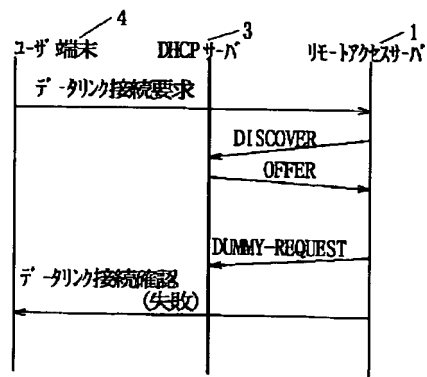 4
3
1
ユーザ端末
DHCPサーバ
リモートアクセスサーバ
データリンク接続要求
DISCOVER
OFFER
DUMMY-REQUEST
データリンク接続確認
(失敗)